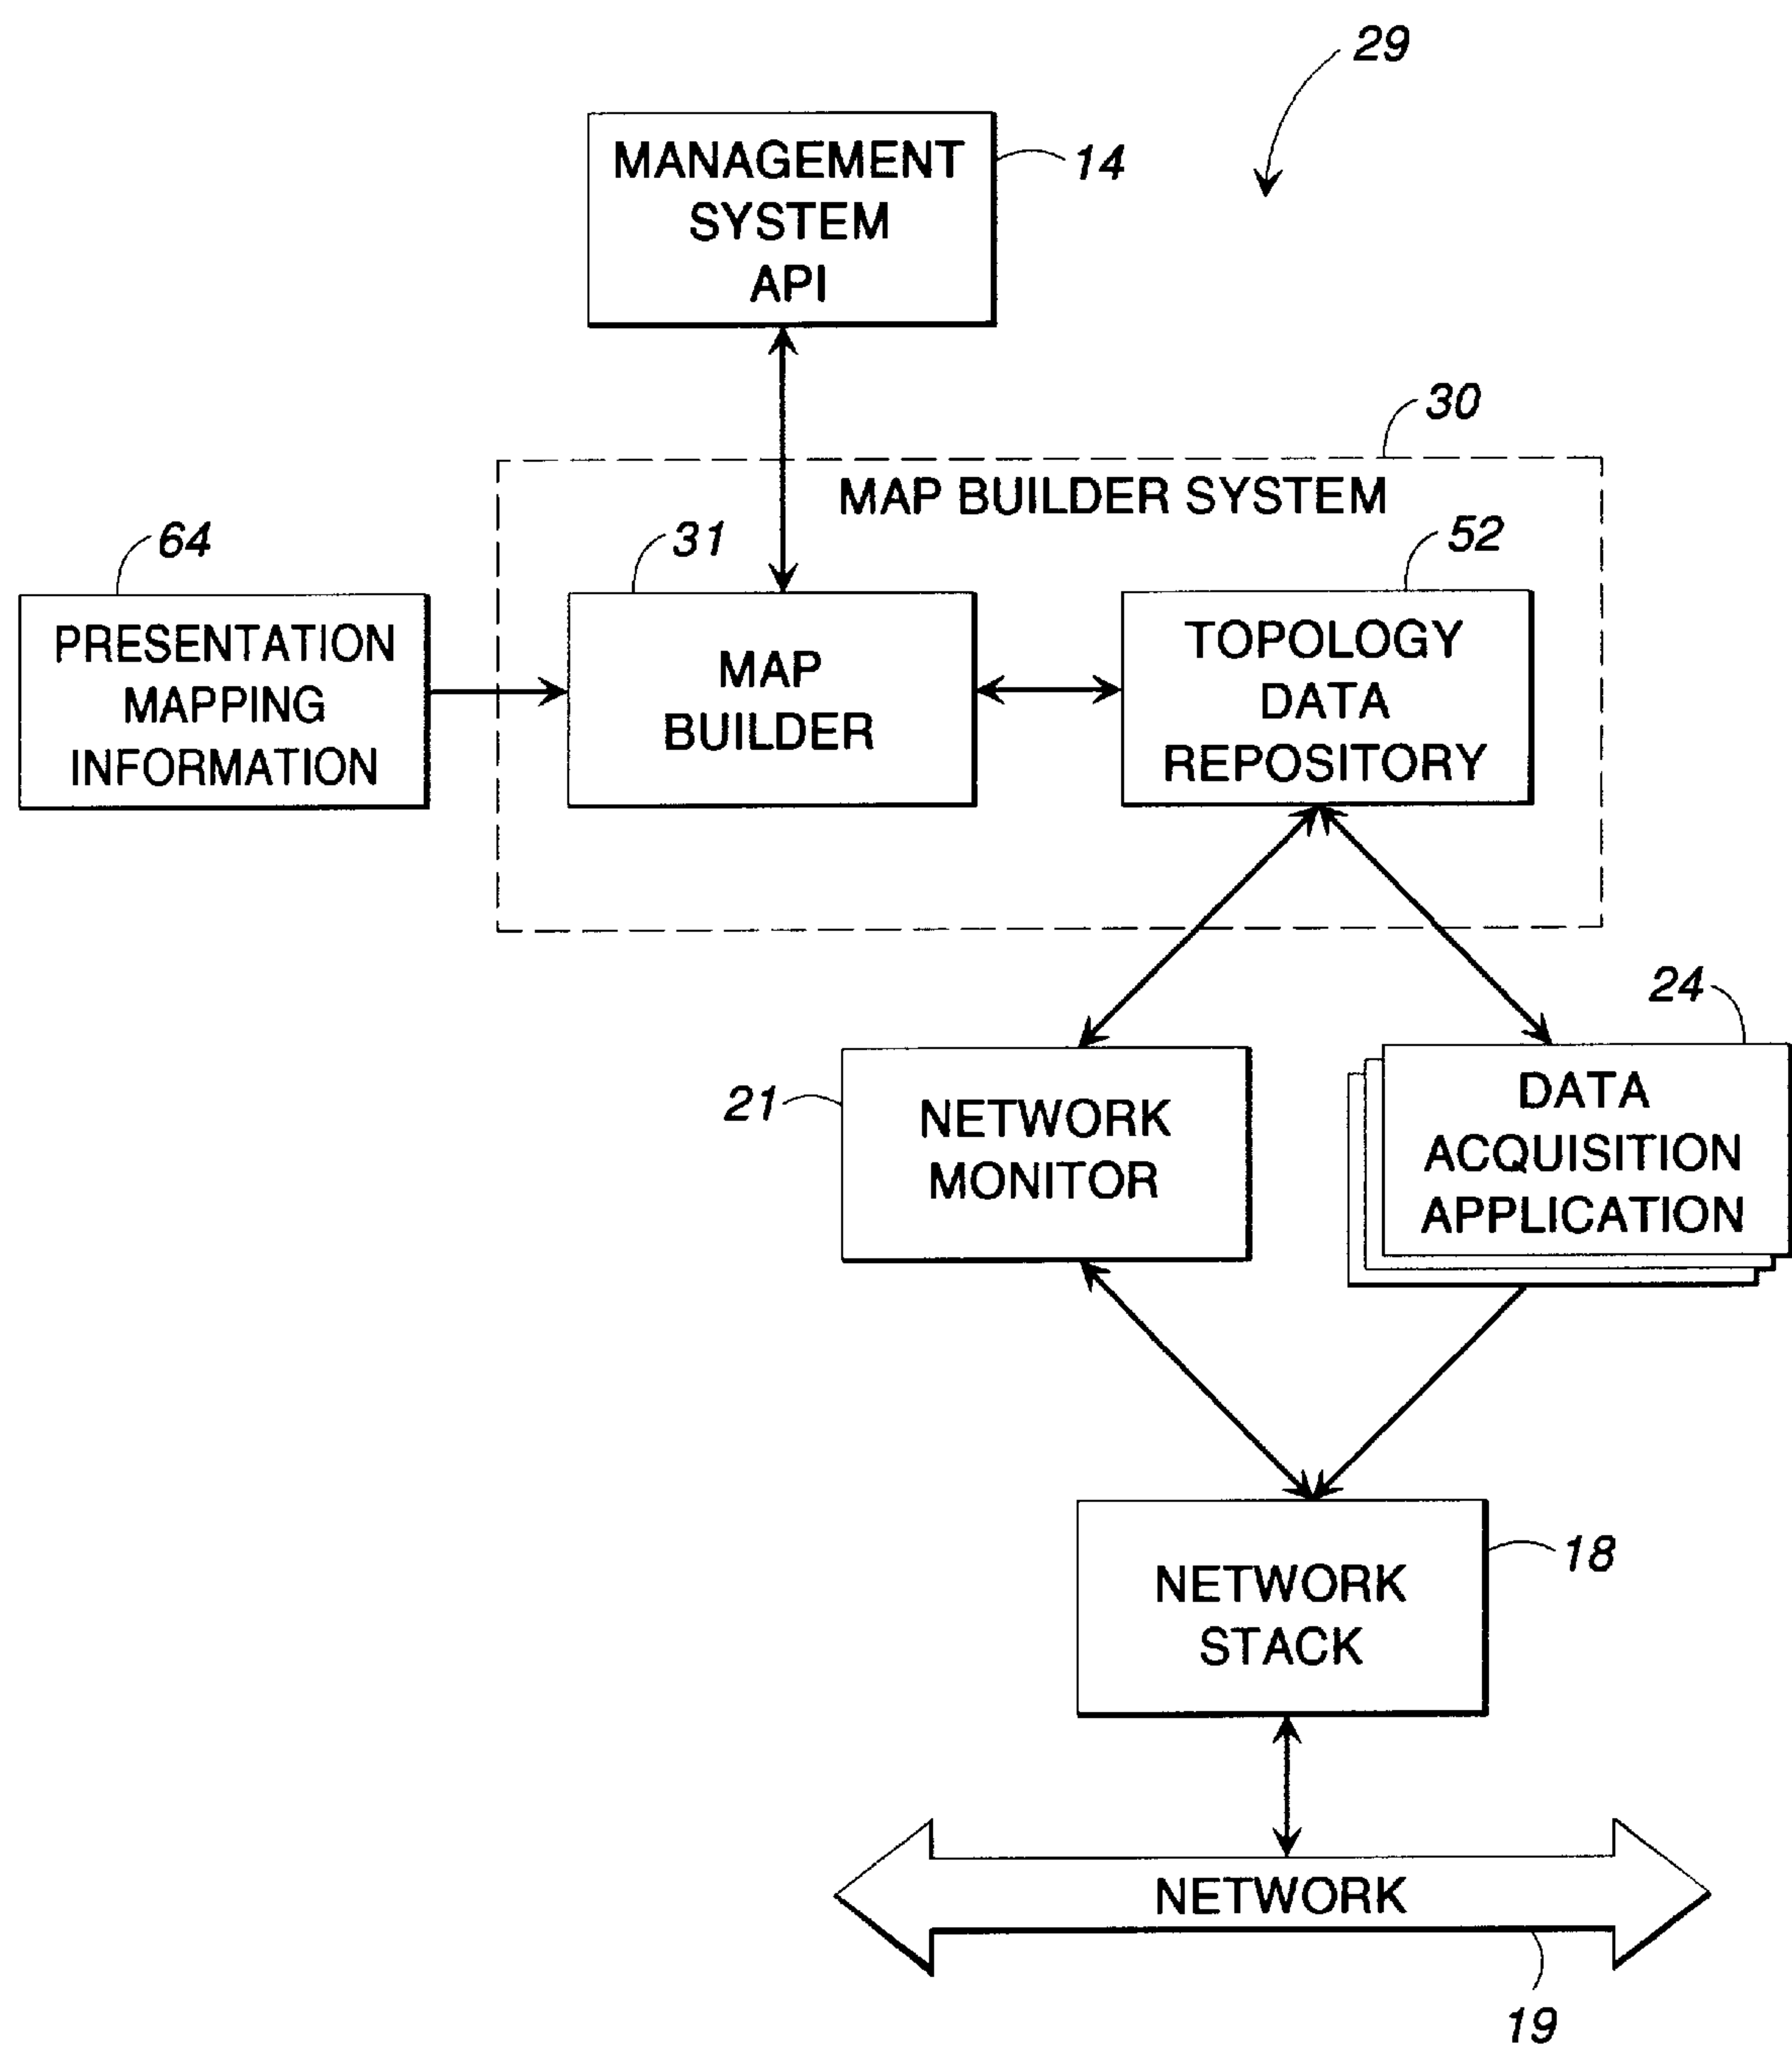 29
MANAGEMENT
SYSTEM
API
14
30
MAP BUILDER SYSTEM
64
PRESENTATION
MAPPING
INFORMATION
31
MAP
BUILDER
52
TOPOLOGY
DATA
REPOSITORY
21
NETWORK
MONITOR
24
DATA
ACQUISITION
APPLICATION
NETWORK
STACK
18
NETWORK
19